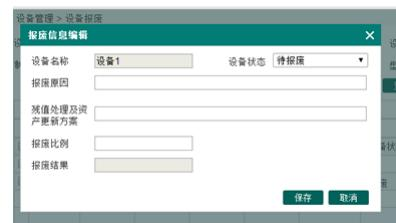 设备管理 > 设备报废
报废信息编辑
设备名称 设备1 设备状态 待报废
报废原因
残值处理及资
产更新方案
报废比例
报废结果
保存 取消